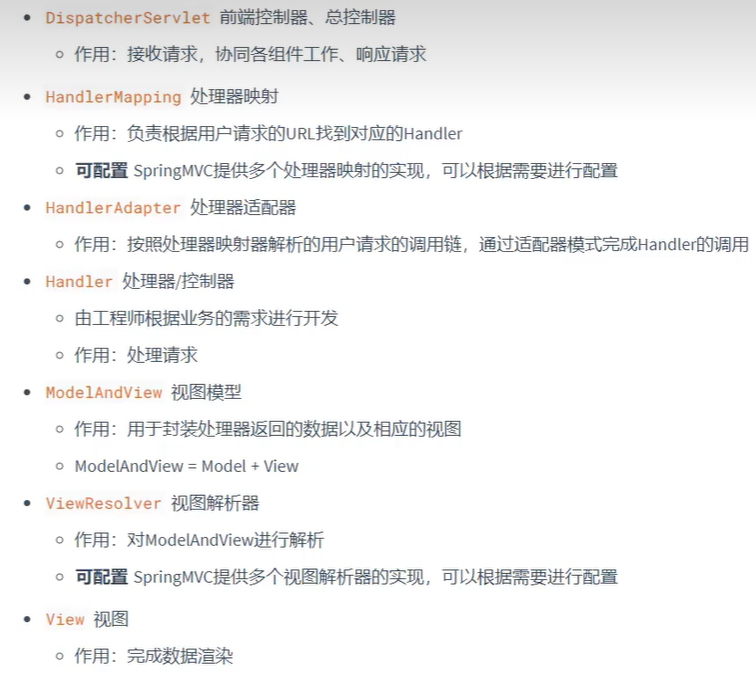 DispatcherServlet 前端控制器、总控制器
作用：接收请求，协同各组件工作、响应请求
HandlerMapping 处理器映射
作用：负责根据用户请求的URL找到对应的Handler
可配置 SpringMVC提供多个处理器映射的实现，可以根据需要进行配置
HandlerAdapter 处理器适配器
作用：按照处理器映射器解析的用户请求的调用链，通过适配器模式完成Handler的调用
Handler 处理器/控制器
由工程师根据业务的需求进行开发
作用：处理请求
ModelAndView 视图模型
作用：用于封装处理器返回的数据以及相应的视图
ModelAndView = Model + View
ViewResolver 视图解析器
作用：对ModelAndView进行解析
可配置 SpringMVC提供多个视图解析器的实现，可以根据需要进行配置
View 视图
作用：完成数据渲染